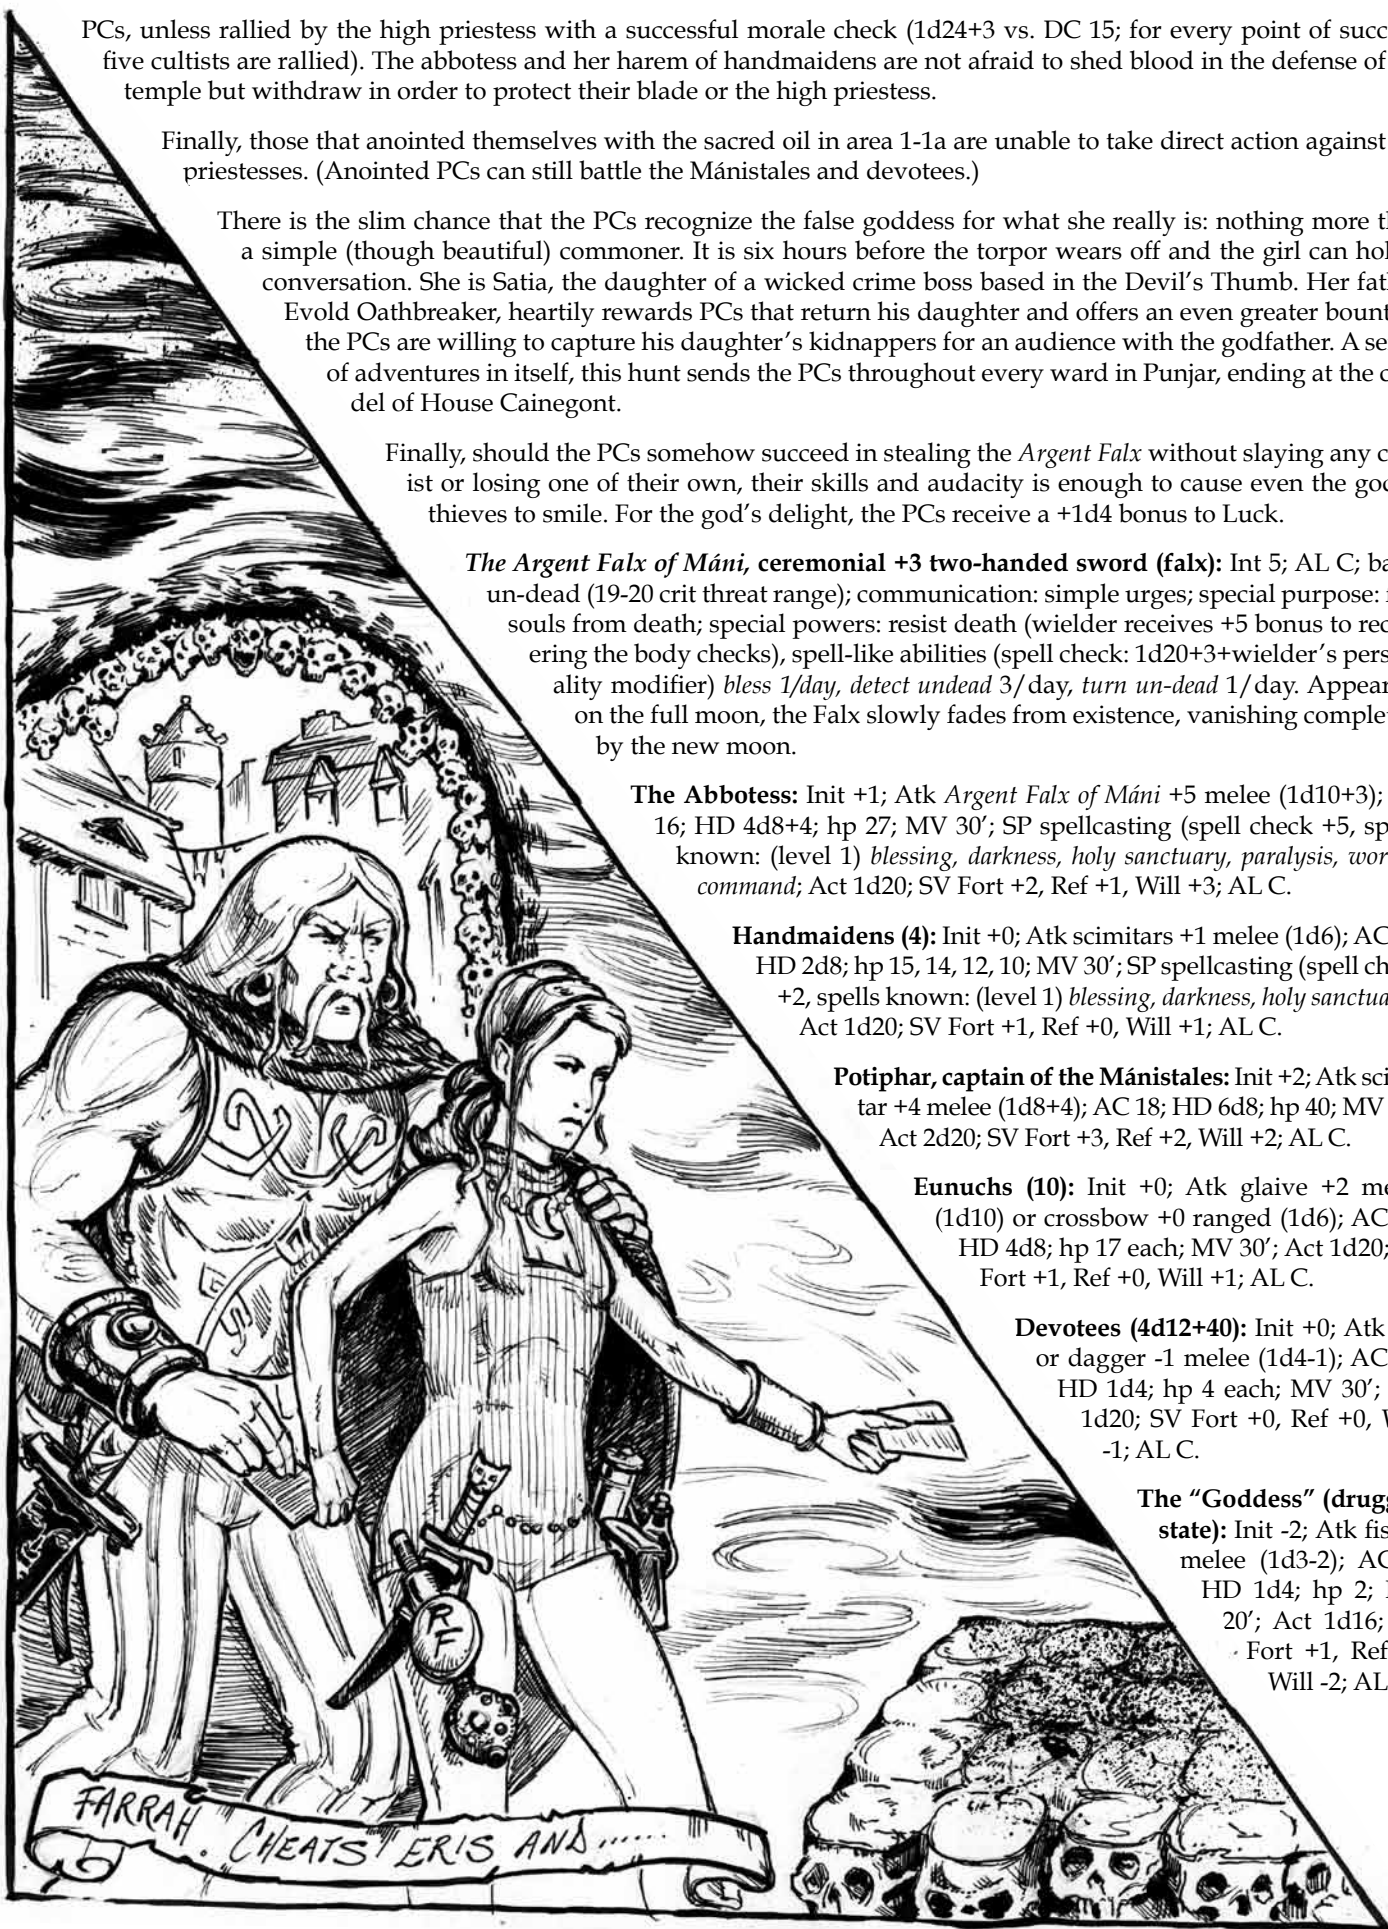 PCs, unless rallied by the high priestess with a successful morale check (1d24+3 vs. DC 15; for every point of succ
five cultists are rallied). The abbotess and her harem of handmaidens are not afraid to shed blood in the defense of
temple but withdraw in order to protect their blade or the high priestess.
Finally, those that anointed themselves with the sacred oil in area 1-1a are unable to take direct action against
priestesses. (Anointed PCs can still battle the Mánistales and devotees.)
There is the slim chance that the PCs recognize the false goddess for what she really is: nothing more th
a simple (though beautiful) commoner. It is six hours before the torpor wears off and the girl can hol
conversation. She is Satia, the daughter of a wicked crime boss based in the Devil’s Thumb. Her fath
Evold Oathbreaker, heartily rewards PCs that return his daughter and offers an even greater bount
the PCs are willing to capture his daughter’s kidnappers for an audience with the godfather. A se
of adventures in itself, this hunt sends the PCs throughout every ward in Punjar, ending at the c
del of House Cainegont.
Finally, should the PCs somehow succeed in stealing the Argent Falx without slaying any c
ist or losing one of their own, their skills and audacity is enough to cause even the god
thieves to smile. For the god’s delight, the PCs receive a +1d4 bonus to Luck.
The Argent Falx of Máni, ceremonial +3 two-handed sword (falx): Int 5; AL C; ba
un-dead (19-20 crit threat range); communication: simple urges; special purpose:
souls from death; special powers: resist death (wielder receives +5 bonus to rec
ering the body checks), spell-like abilities (spell check: 1d20+3+wielder’s pers
ality modifier) bless 1/day, detect undead 3/day, turn un-dead 1/day. Appear
on the full moon, the Falx slowly fades from existence, vanishing comple
by the new moon.
The Abbotess: Init +1; Atk Argent Falx of Máni +5 melee (1d10+3);
16; HD 4d8+4; hp 27; MV 30’; SP spellcasting (spell check +5, sp
known: (level 1) blessing, darkness, holy sanctuary, paralysis, wor
command; Act 1d20; SV Fort +2, Ref +1, Will +3; AL C.
Handmaidens (4): Init +0; Atk scimitars +1 melee (1d6); AC
HD 2d8; hp 15, 14, 12, 10; MV 30’; SP spellcasting (spell ch
+2, spells known: (level 1) blessing, darkness, holy sanctua
Act 1d20; SV Fort +1, Ref +0, Will +1; AL C.
Potiphar, captain of the Mánistales: Init +2; Atk sci
tar +4 melee (1d8+4); AC 18; HD 6d8; hp 40; MV
Act 2d20; SV Fort +3, Ref +2, Will +2; AL C.
Eunuchs (10): Init +0; Atk glaive +2 me
(1d10) or crossbow +0 ranged (1d6); AC
HD 4d8; hp 17 each; MV 30’; Act 1d20;
Fort +1, Ref +0, Will +1; AL C.
Devotees (4d12+40): Init +0; Atk
or dagger -1 melee (1d4-1); AC
HD 1d4; hp 4 each; MV 30’;
1d20; SV Fort +0, Ref +0, W
-1; AL C.
The “Goddess” (drugg
state): Init -2; Atk fis
melee (1d3-2); AC
HD 1d4; hp 2;
20’; Act 1d16;
Fort +1, Ref
Will -2; AL
RF
FARRAH CHEATS ERIS AND......